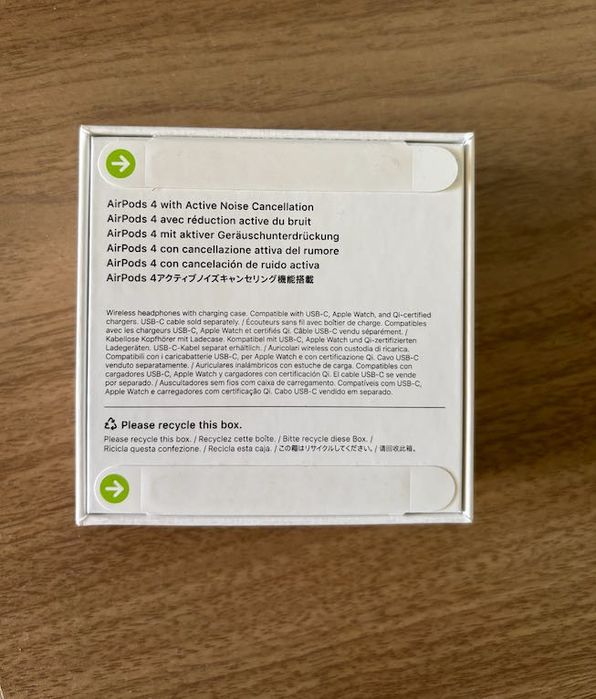 AirPods 4 with Active Noise Cancellation
AirPods 4 avec réduction active du bruit
AirPods 4 mit aktiver Geräuschunterdrückung
AirPods 4 con cancellazione attiva del rumore
AirPods 4 con cancelación de ruido activa
AirPods 4アクティブノイズキャンセリング機能搭載
Wireless headphones with charging case. Compatible with USB-C, Apple Watch, and Qi-certified
chargers. USB-C cable sold separately. / Écouteurs sans fil avec boîtier de charge. Compatibles
avec les chargeurs USB-C, Apple Watch et certifiés Qi. Câble USB-C vendu séparément. /
Kabellose Kopfhörer mit Ladecase. Kompatibel mit USB-C, Apple Watch und Qi-zertifizierten
Ladegeräten. USB-C-Kabel separat erhältlich. / Auricolari wireless con custodia di ricarica.
Compatibili con i caricabatterie USB-C, per Apple Watch e con certificazione Qi. Cavo USB-C
venduto separatamente. / Auriculares inalámbricos con estuche de carga. Compatibles con
cargadores USB-C, Apple Watch y cargadores con certificación Qi. El cable USB-C se vende
por separado. / Auscultadores sem fios com caixa de carregamento. Compatíveis com USB-C,
Apple Watch e carregadores com certificação Qi. Cabo USB-C vendido em separado.
Please recycle this box.
Please recycle this box. / Recyclez cette boîte. / Bitte recycle diese Box. /
Ricicla questa confezione. / Recicla esta caja. / この箱はリサイクルしてください。/ 请回收此箱。